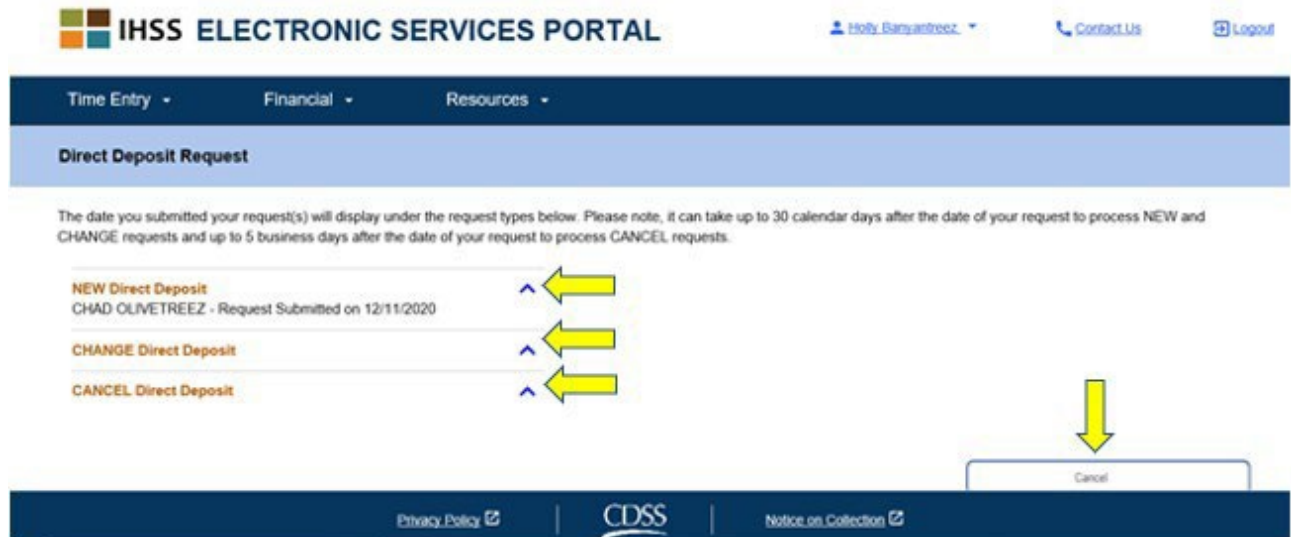 IHSS ELECTRONIC SERVICES PORTAL
Holly Banyantreez
Contact Us
Logout
Time Entry
Financial
Resources
Direct Deposit Request
The date you submitted your request(s) will display under the request types below. Please note, it can take up to 30 calendar days after the date of your request to process NEW and
CHANGE requests and up to 5 business days after the date of your request to process CANCEL requests.
NEW Direct Deposit
CHAD OLIVETREEZ - Request Submitted on 12/11/2020
CHANGE Direct Deposit
CANCEL Direct Deposit
Cancel
Privacy Policy
CDSS
Notice on Collection